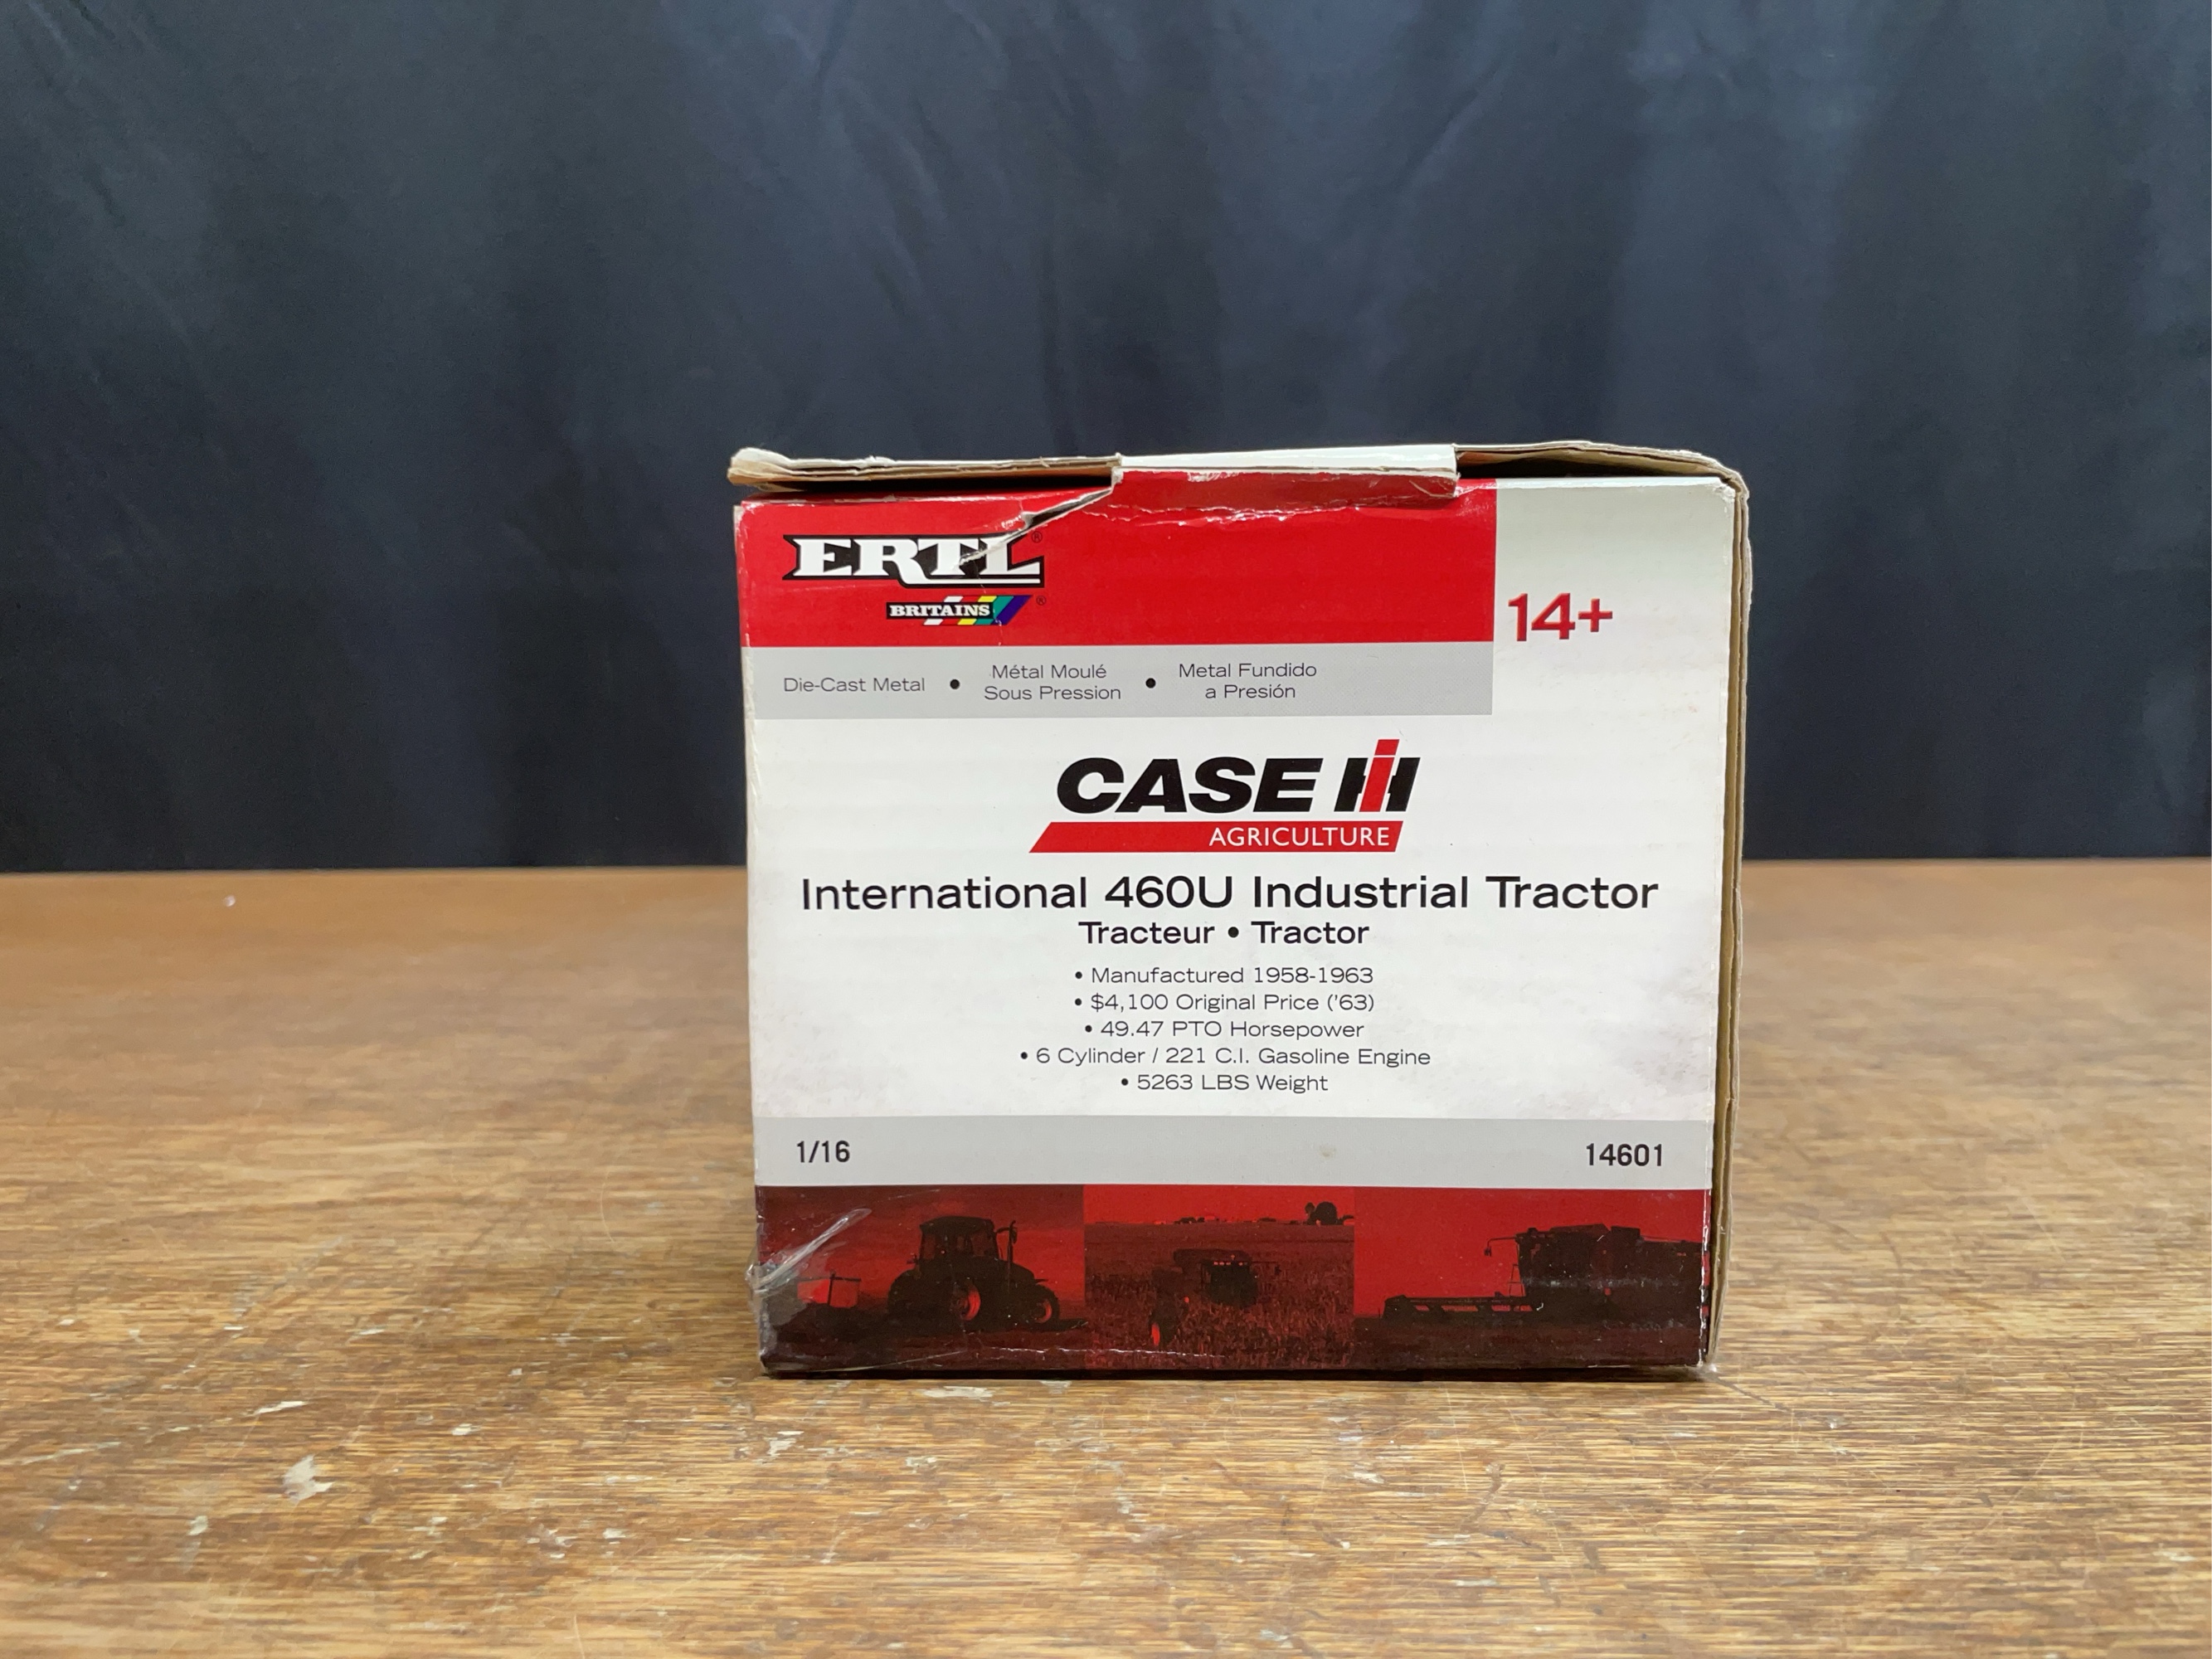 ERTL®
BRITAINS®
14+
Die-Cast Metal • Métal Moulé Sous Pression • Metal Fundido a Presión
CASE IH
AGRICULTURE
International 460U Industrial Tractor
Tracteur • Tractor
• Manufactured 1958-1963
• $4,100 Original Price ('63)
• 49.47 PTO Horsepower
• 6 Cylinder / 221 C.I. Gasoline Engine
• 5263 LBS Weight
1/16
14601